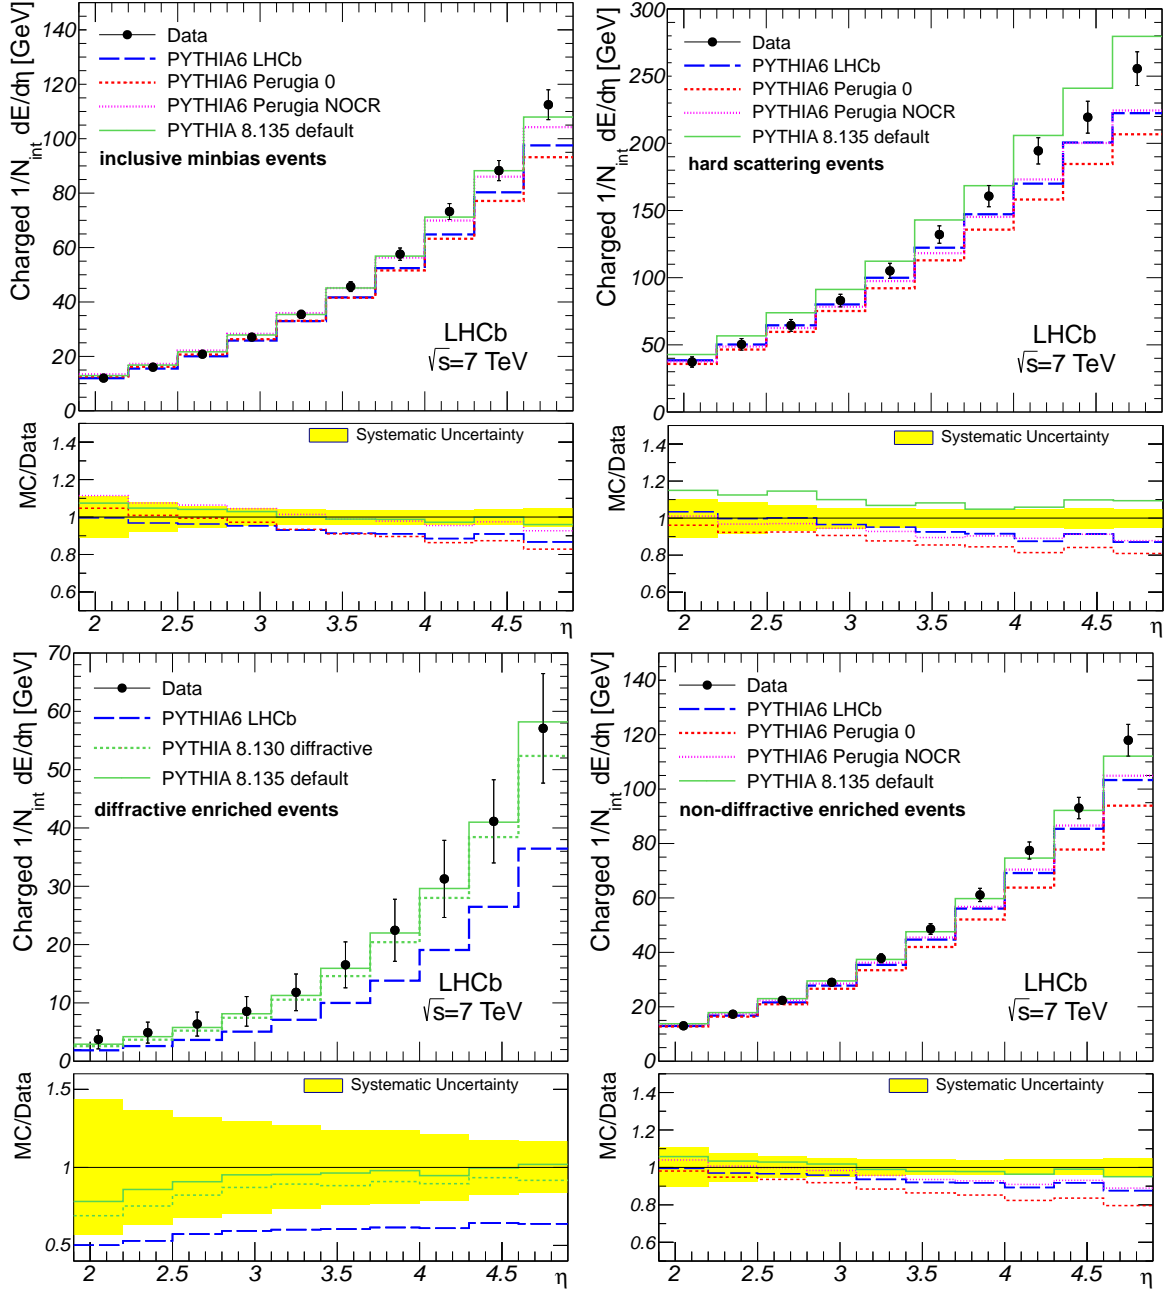 Charged 1/N_int dE/dη [GeV]
140
120
100
80
60
40
20
0
Data
PYTHIA6 LHCb
PYTHIA6 Perugia 0
PYTHIA6 Perugia NOCR
PYTHIA 8.135 default
inclusive minbias events
LHCb
√s=7 TeV
MC/Data
1.4
1.2
1
0.8
0.6
Systematic Uncertainty
2 2.5 3 3.5 4 4.5 η
Charged 1/N_int dE/dη [GeV]
300
250
200
150
100
50
0
Data
PYTHIA6 LHCb
PYTHIA6 Perugia 0
PYTHIA6 Perugia NOCR
PYTHIA 8.135 default
hard scattering events
LHCb
√s=7 TeV
MC/Data
1.4
1.2
1
0.8
0.6
Systematic Uncertainty
2 2.5 3 3.5 4 4.5 η
Charged 1/N_int dE/dη [GeV]
70
60
50
40
30
20
10
0
Data
PYTHIA6 LHCb
PYTHIA 8.130 diffractive
PYTHIA 8.135 default
diffractive enriched events
LHCb
√s=7 TeV
MC/Data
1.5
1
0.5
Systematic Uncertainty
2 2.5 3 3.5 4 4.5 η
Charged 1/N_int dE/dη [GeV]
140
120
100
80
60
40
20
0
Data
PYTHIA6 LHCb
PYTHIA6 Perugia 0
PYTHIA6 Perugia NOCR
PYTHIA 8.135 default
non-diffractive enriched events
LHCb
√s=7 TeV
MC/Data
1.4
1.2
1
0.8
0.6
Systematic Uncertainty
2 2.5 3 3.5 4 4.5 η